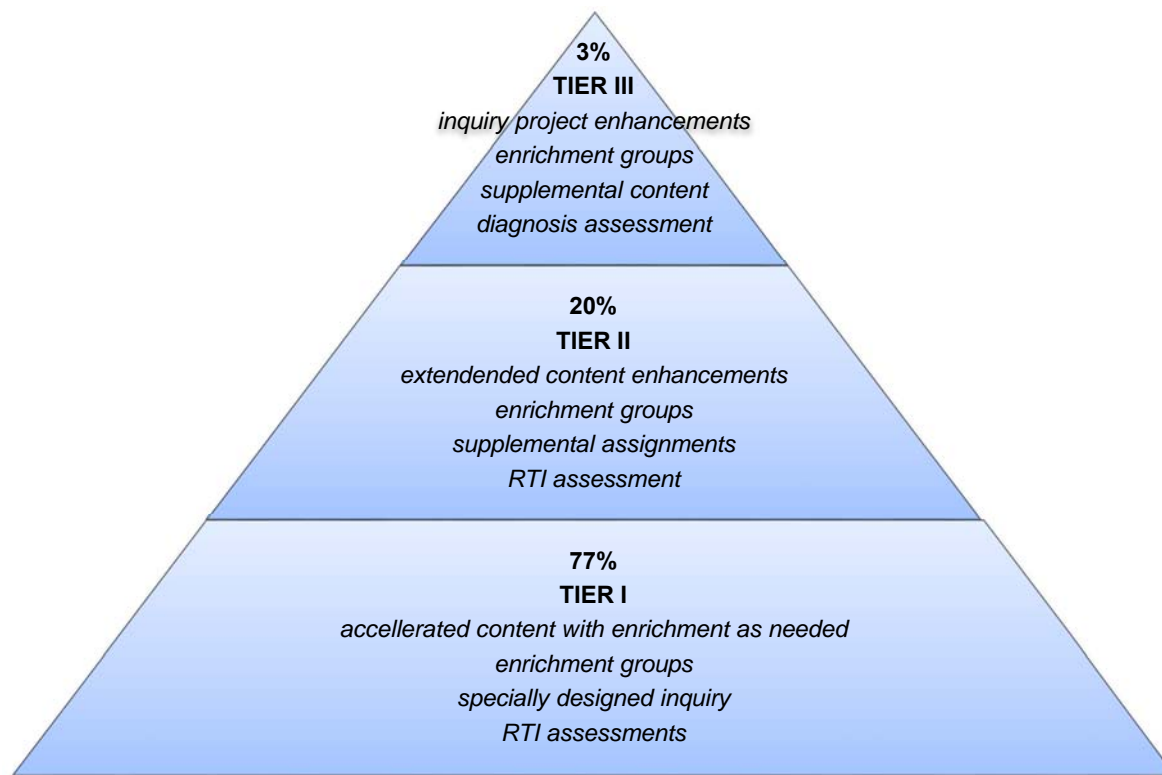 3%
TIER III
inquiry project enhancements
enrichment groups
supplemental content
diagnosis assessment
20%
TIER II
extendended content enhancements
enrichment groups
supplemental assignments
RTI assessment
77%
TIER I
accellerated content with enrichment as needed
enrichment groups
specially designed inquiry
RTI assessments